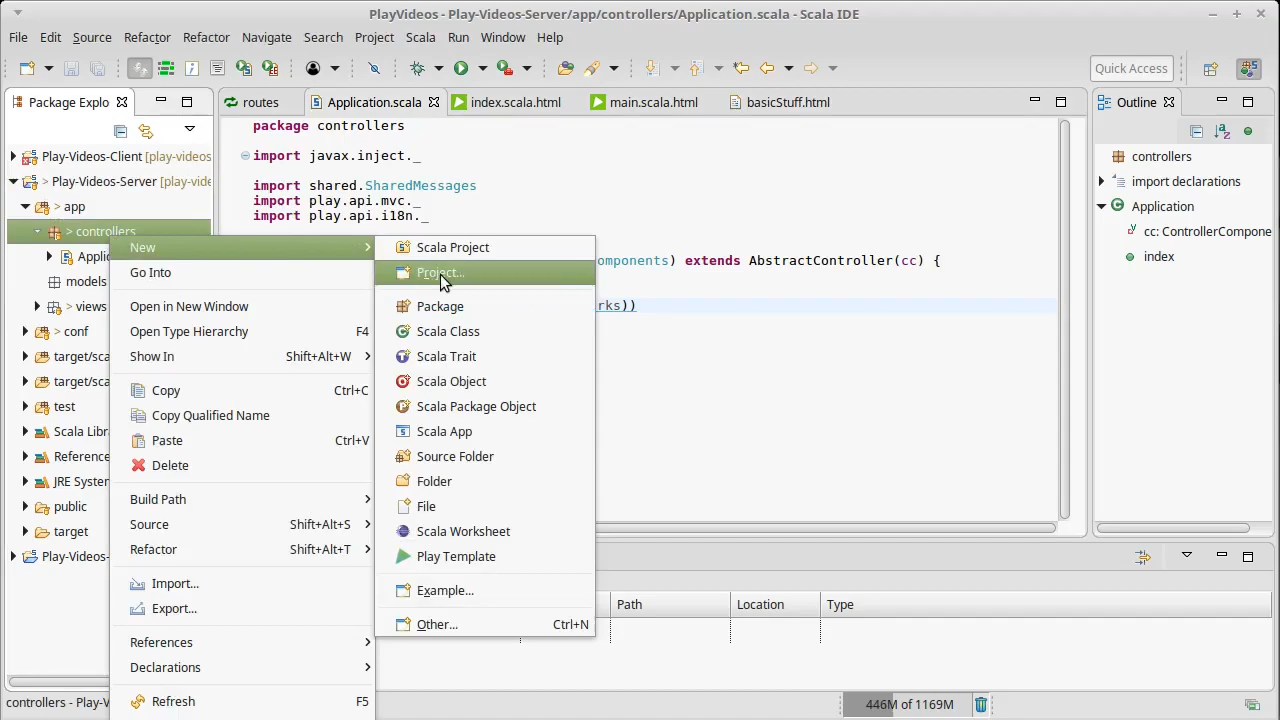 PlayVideos - Play-Videos-Server/app/controllers/Application.scala - Scala IDE
File Edit Source Refactor Refactor Navigate Search Project Scala Run Window Help
Quick Access
Package Explo
routes Application.scala index.scala.html main.scala.html basicStuff.html
Outline
Play-Videos-Client [play-videos
> Play-Videos-Server [play-vide
> app
> controllers
Applic
models
> views
> conf
target/sca
target/sca
test
Scala Libr
Reference
JRE System
public
target
Play-Videos-
package controllers
import javax.inject._
import shared.SharedMessages
import play.api.mvc._
import play.api.i18n._
omponents) extends AbstractController(cc) {
rks))
New
Go Into
Open in New Window
Open Type Hierarchy F4
Show In Shift+Alt+W
Copy Ctrl+C
Copy Qualified Name
Paste Ctrl+V
Delete
Build Path
Source Shift+Alt+S
Refactor Shift+Alt+T
Import...
Export...
References
Declarations
Refresh F5
Scala Project
Project...
Package
Scala Class
Scala Trait
Scala Object
Scala Package Object
Scala App
Source Folder
Folder
File
Scala Worksheet
Play Template
Example...
Other... Ctrl+N
controllers
import declarations
Application
cc: ControllerCompone
index
Path Location Type
controllers - Play-V
446M of 1169M